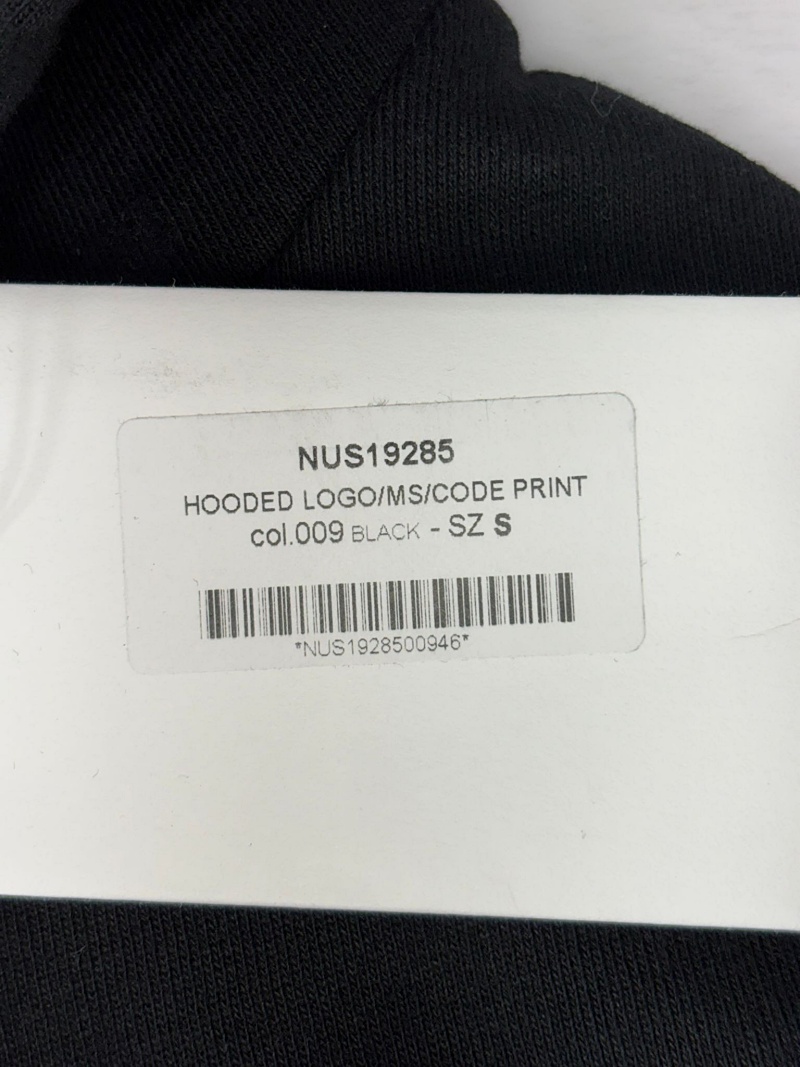 NUS19285
HOODED LOGO/MS/CODE PRINT
col.009 BLACK - SZ S
*NUS1928500946*